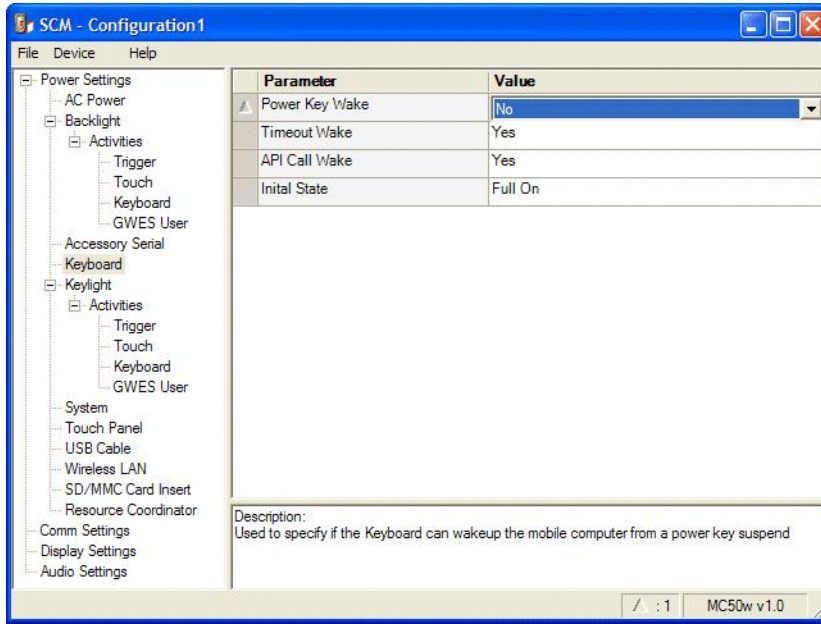 SCM - Configuration1
File Device Help
Power Settings
AC Power
Backlight
Activities
Trigger
Touch
Keyboard
GWES User
Accessory Serial
Keyboard
Keylight
Activities
Trigger
Touch
Keyboard
GWES User
System
Touch Panel
USB Cable
Wireless LAN
SD/MMC Card Insert
Resource Coordinator
Comm Settings
Display Settings
Audio Settings
Parameter Value
Power Key Wake No
Timeout Wake Yes
API Call Wake Yes
Inital State Full On
Description:
Used to specify if the Keyboard can wakeup the mobile computer from a power key suspend
: 1 MC50w v1.0